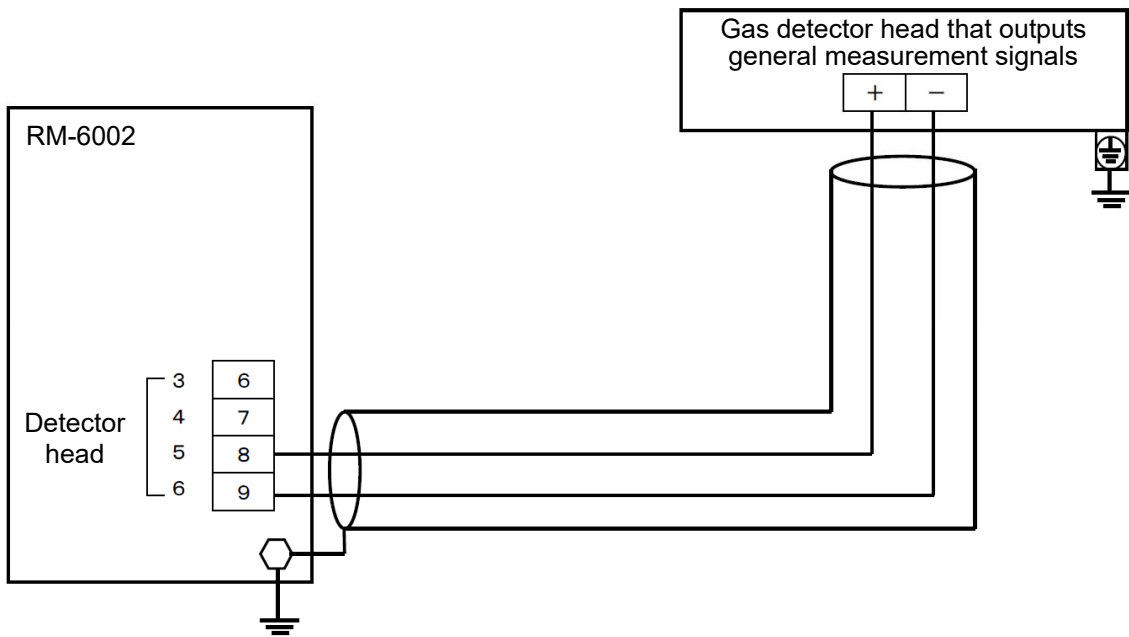 Gas detector head that outputs
general measurement signals
+ −
RM-6002
3 6
4 7
Detector
head
5 8
6 9